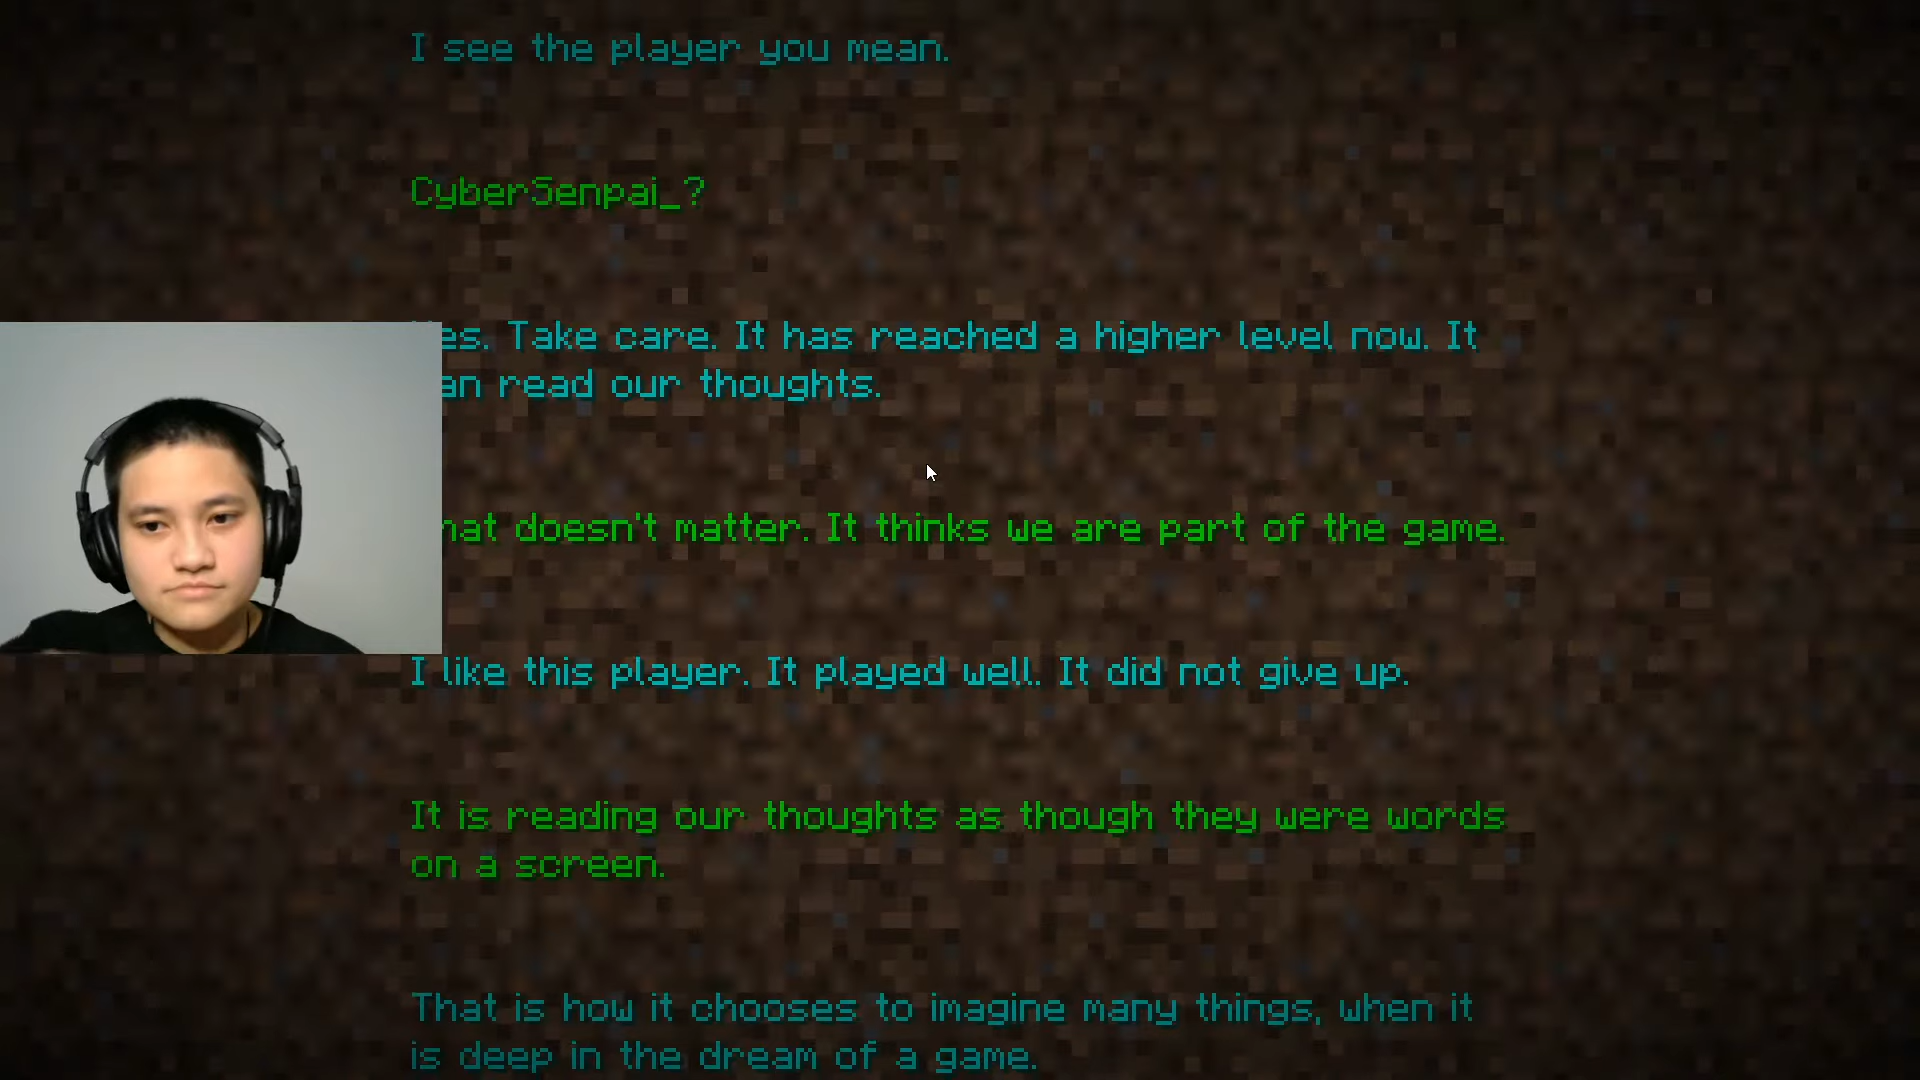 I see the player you mean.
CyberSenpai_?
es. Take care. It has reached a higher level now. It
an read our thoughts.
hat doesn't matter. It thinks we are part of the game.
I like this player. It played well. It did not give up.
It is reading our thoughts as though they were words
on a screen.
That is how it chooses to imagine many things, when it
is deep in the dream of a game.